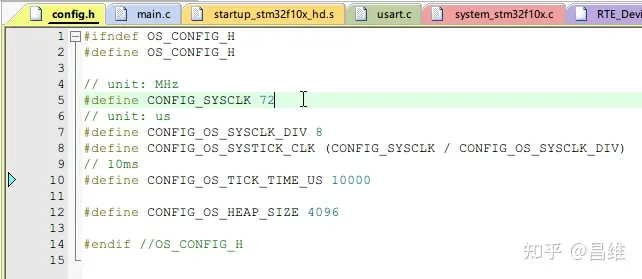 config.h main.c startup_stm32f10x_hd.s usart.c system_stm32f10x.c RTE_Devi
1 #ifndef OS_CONFIG_H
2 #define OS_CONFIG_H
3
4 // unit: MHz
5 #define CONFIG_SYSCLK 72
6 // unit: us
7 #define CONFIG_OS_SYSCLK_DIV 8
8 #define CONFIG_OS_SYSTICK_CLK (CONFIG_SYSCLK / CONFIG_OS_SYSCLK_DIV)
9 // 10ms
10 #define CONFIG_OS_TICK_TIME_US 10000
11
12 #define CONFIG_OS_HEAP_SIZE 4096
13
14 #endif //OS_CONFIG_H
15
知乎 @昌维